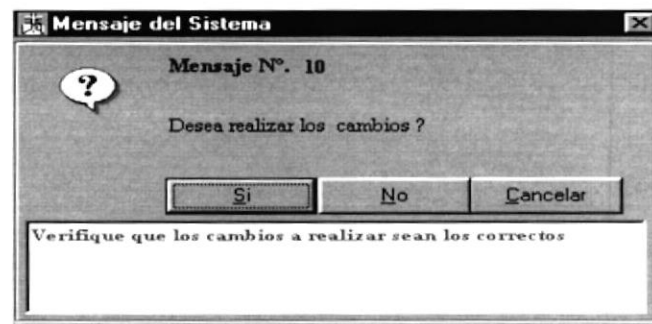 Mensaje del Sistema
Mensaje Nº. 10
?
Desea realizar los cambios ?
Si No Cancelar
Verifique que los cambios a realizar sean los correctos